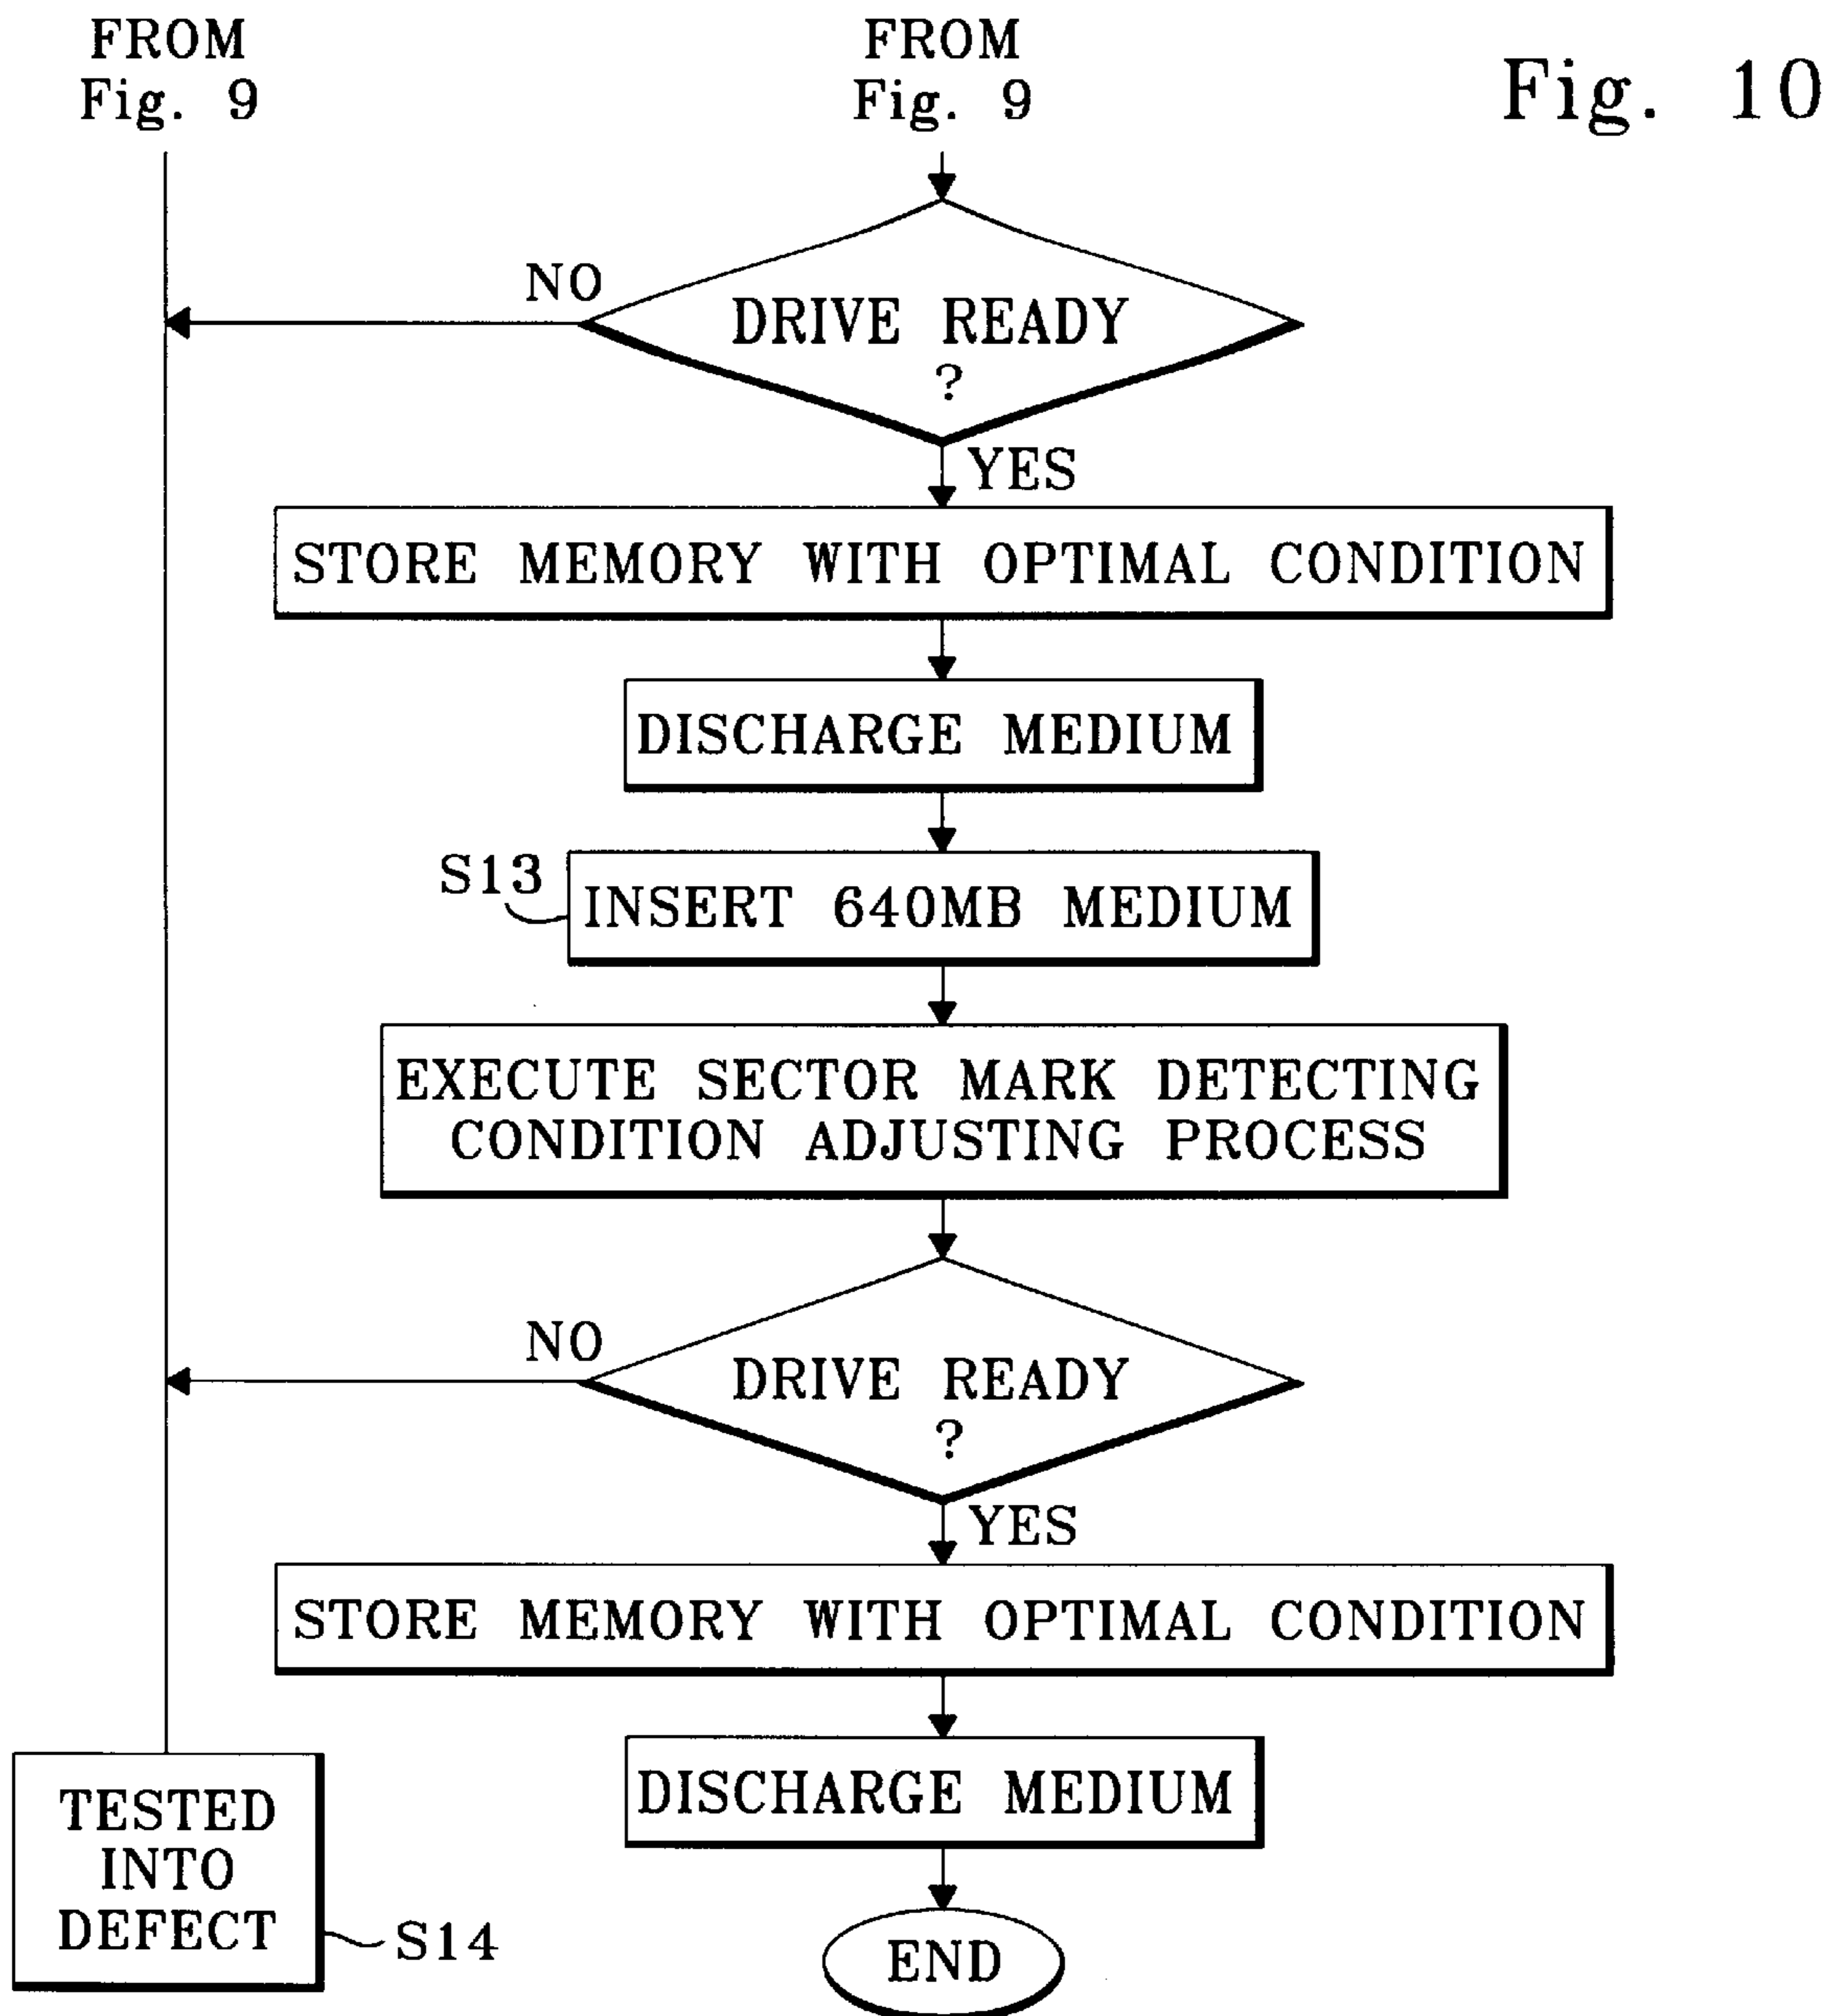 FROM
Fig. 9
FROM
Fig. 9
Fig. 10
NO
DRIVE READY
?
YES
STORE MEMORY WITH OPTIMAL CONDITION
DISCHARGE MEDIUM
S13
INSERT 640MB MEDIUM
EXECUTE SECTOR MARK DETECTING
CONDITION ADJUSTING PROCESS
NO
DRIVE READY
?
YES
STORE MEMORY WITH OPTIMAL CONDITION
DISCHARGE MEDIUM
TESTED
INTO
DEFECT
S14
END